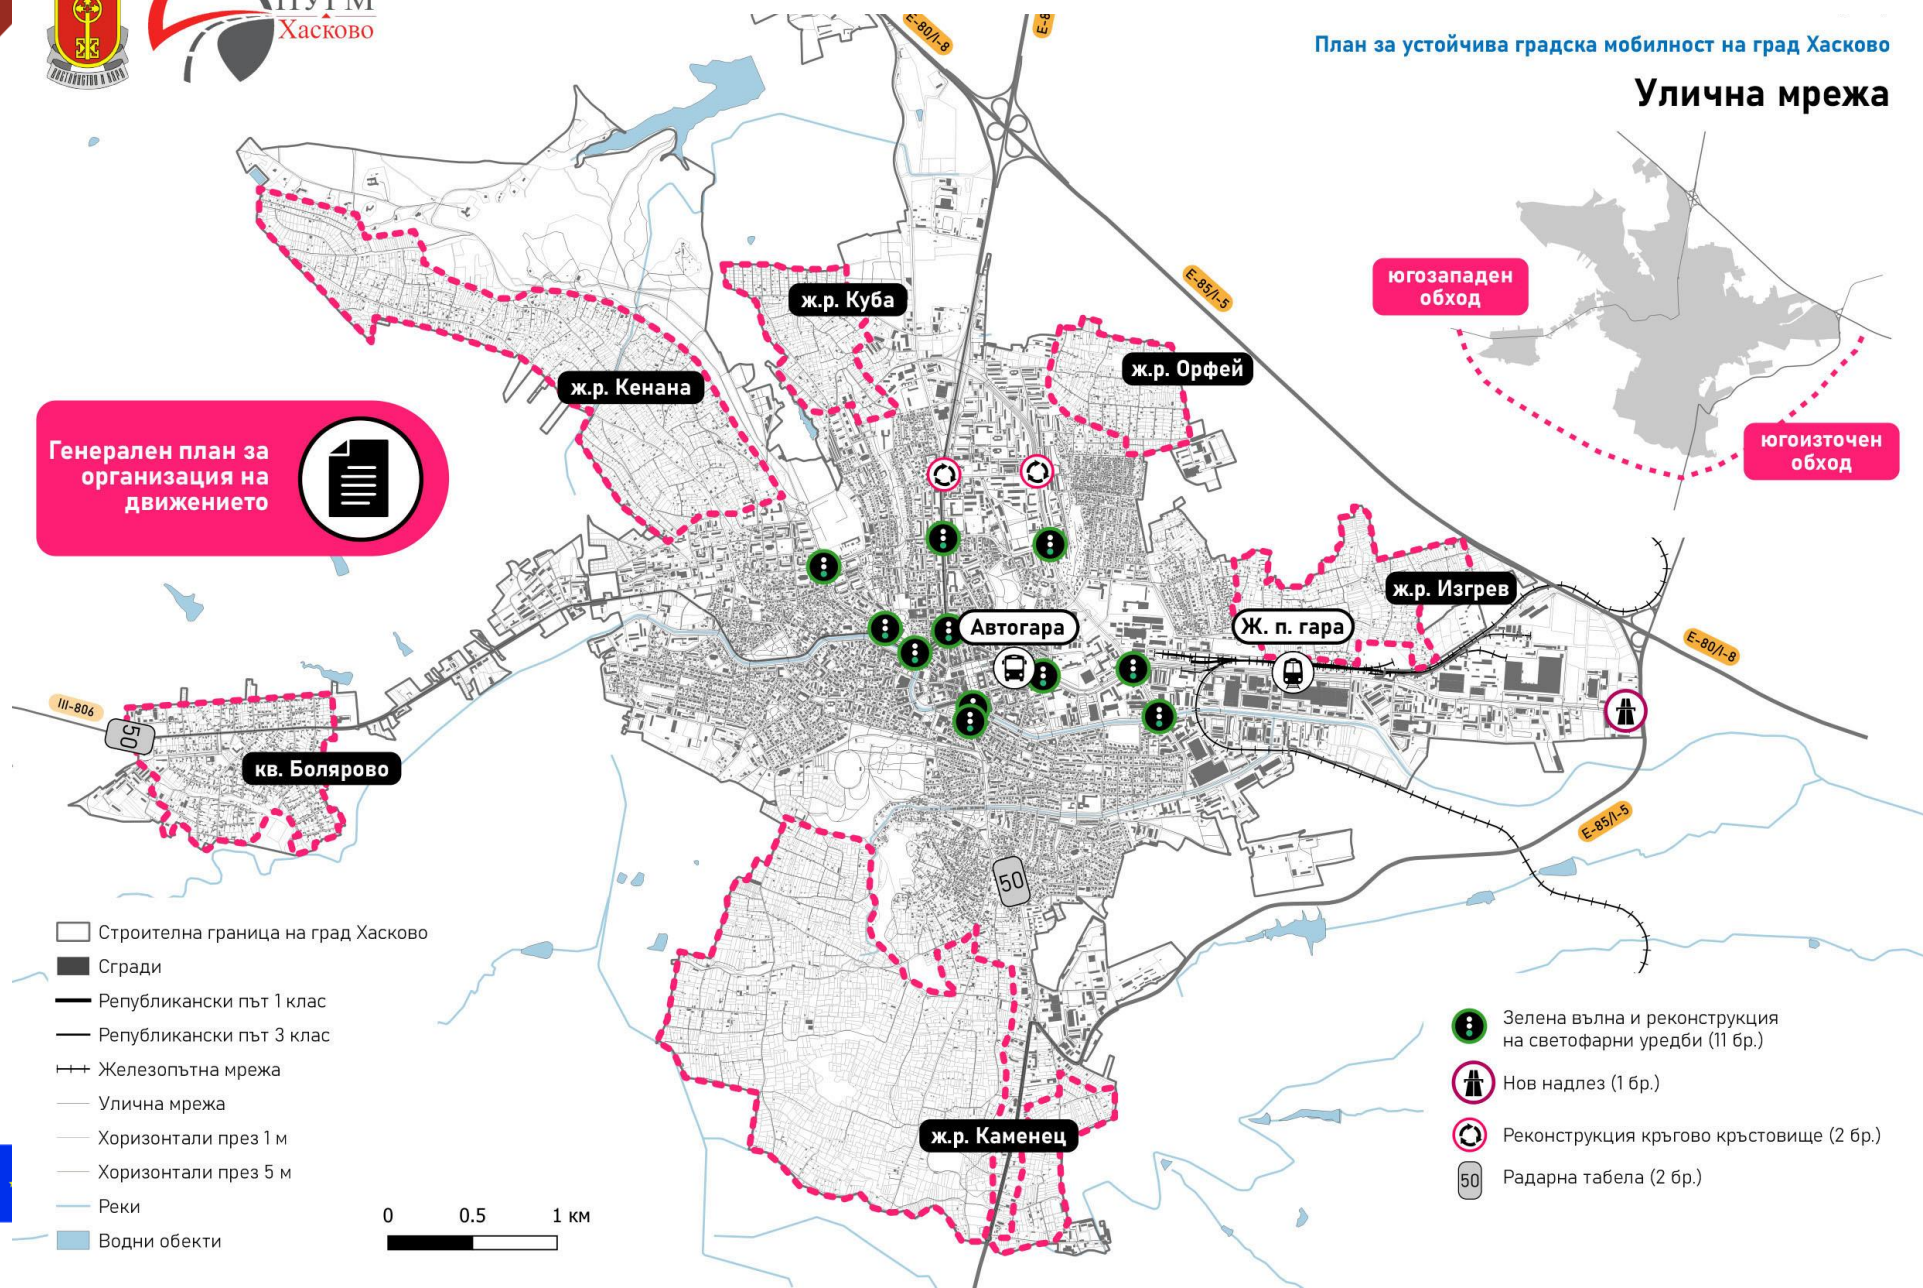 ПУГМ
Хасково
План за устойчива градска мобилност на град Хасково
Улична мрежа
E-80/I-8
E-8
E-85/I-5
югозападен
обход
югоизточен
обход
ж.р. Куба
ж.р. Орфей
ж.р. Кенана
Генерален план за
организация на
движението
ж.р. Изгрев
Автогара
Ж. п. гара
E-80/I-8
III-806
50
кв. Болярово
E-85/I-5
50
ж.р. Каменец
Строителна граница на град Хасково
Сгради
Републикански път 1 клас
Републикански път 3 клас
Железопътна мрежа
Улична мрежа
Хоризонтали през 1 м
Хоризонтали през 5 м
Реки
Водни обекти
0 0.5 1 км
Зелена вълна и реконструкция
на светофарни уредби (11 бр.)
Нов надлез (1 бр.)
Реконструкция кръгово кръстовище (2 бр.)
50 Радарна табела (2 бр.)